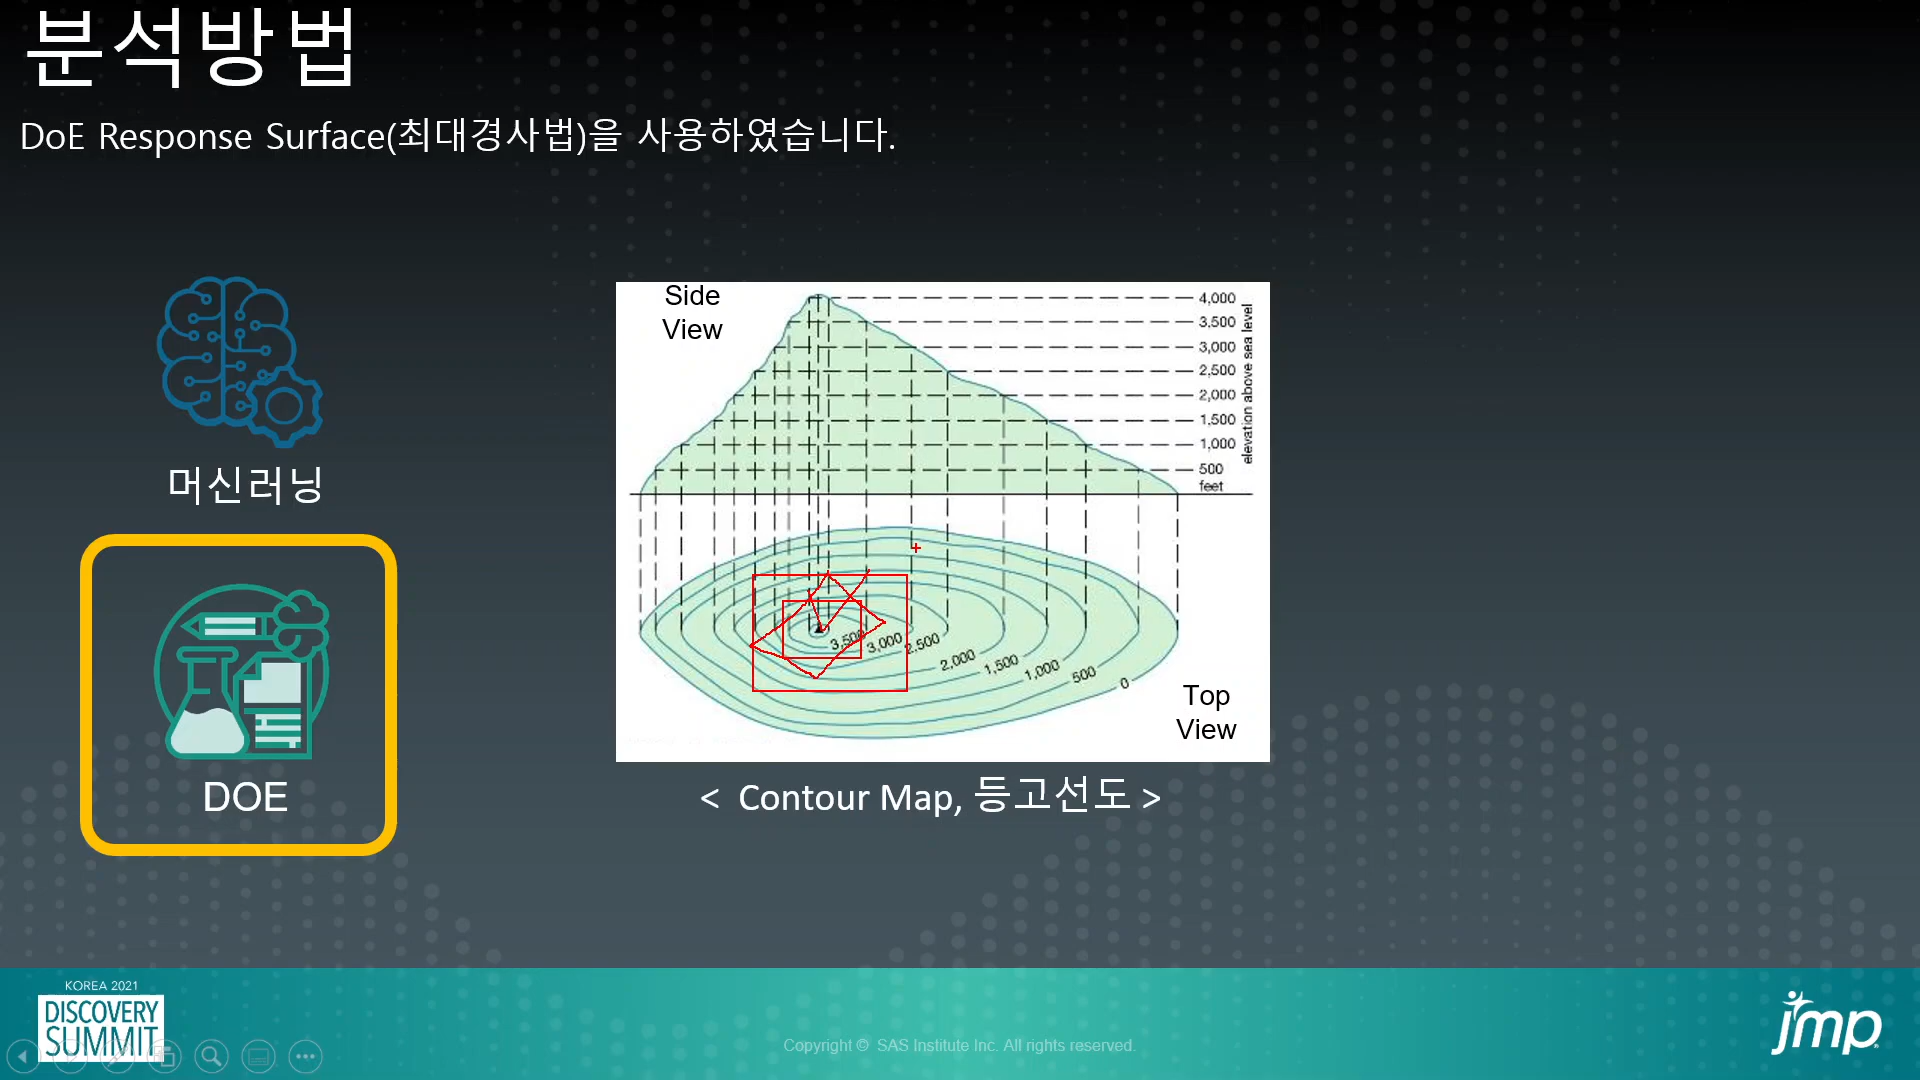 분석방법
DoE Response Surface(최대경사법)을 사용하였습니다.
머신러닝
DOE
Side
View
4,000
3,500
3,000
2,500
2,000
1,500
1,000
500
feet
elevation above sea level
3,500
3,000
2,500
2,000
1,500
1,000
500
0
Top
View
< Contour Map, 등고선도 >
KOREA 2021
DISCOVERY
SUMMIT
Copyright © SAS Institute Inc. All rights reserved.
jmp